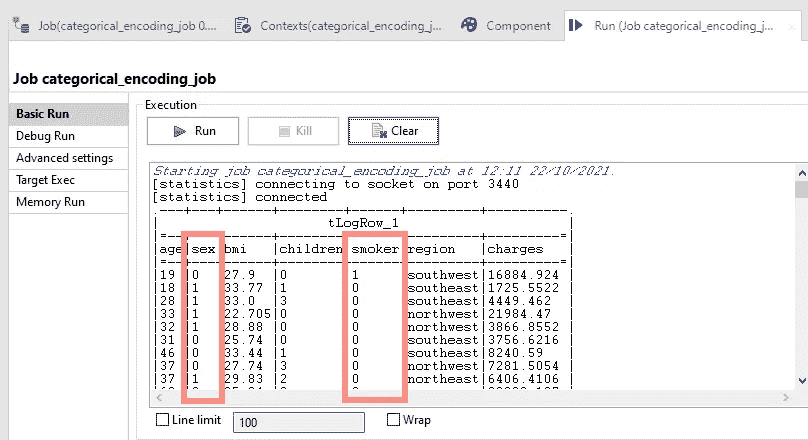 Job(categorical_encoding_job 0.... Contexts(categorical_encoding_j... Component Run (Job categorical_encoding_j...
Job categorical_encoding_job
Basic Run
Debug Run
Advanced settings
Target Exec
Memory Run
Execution
Run Kill Clear
Starting job categorical_encoding_job at 12:11 22/10/2021.
[statistics] connecting to socket on port 3440
[statistics] connected
tLogRow_1
|age|sex|bmi |children|smoker|region |charges |
|19 |0 |27.9 |0 |1 |southwest|16884.924 |
|18 |1 |33.77 |1 |0 |southeast|1725.5522 |
|28 |1 |33.0 |3 |0 |southeast|4449.462 |
|33 |1 |22.705|0 |0 |northwest|21984.47 |
|32 |1 |28.88 |0 |0 |northwest|3866.8552 |
|31 |0 |25.74 |0 |0 |southeast|3756.6216 |
|46 |0 |33.44 |1 |0 |southeast|8240.59 |
|37 |0 |27.74 |3 |0 |northwest|7281.5054 |
|37 |1 |29.83 |2 |0 |northeast|6406.4106 |
Line limit 100 Wrap